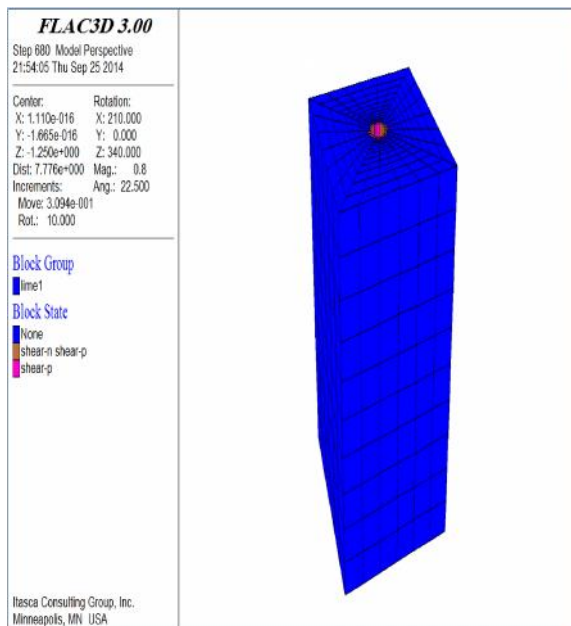 FLAC3D 3.00
Step 680 Model Perspective
21:54:05 Thu Sep 25 2014
Center: Rotation:
X: 1.110e-016 X: 210.000
Y: -1.665e-016 Y: 0.000
Z: -1.250e+000 Z: 340.000
Dist: 7.776e+000 Mag.: 0.8
Increments: Ang.: 22.500
Move: 3.094e-001
Rot.: 10.000
Block Group
lime1
Block State
None
shear-n shear-p
shear-p
Itasca Consulting Group, Inc.
Minneapolis, MN USA